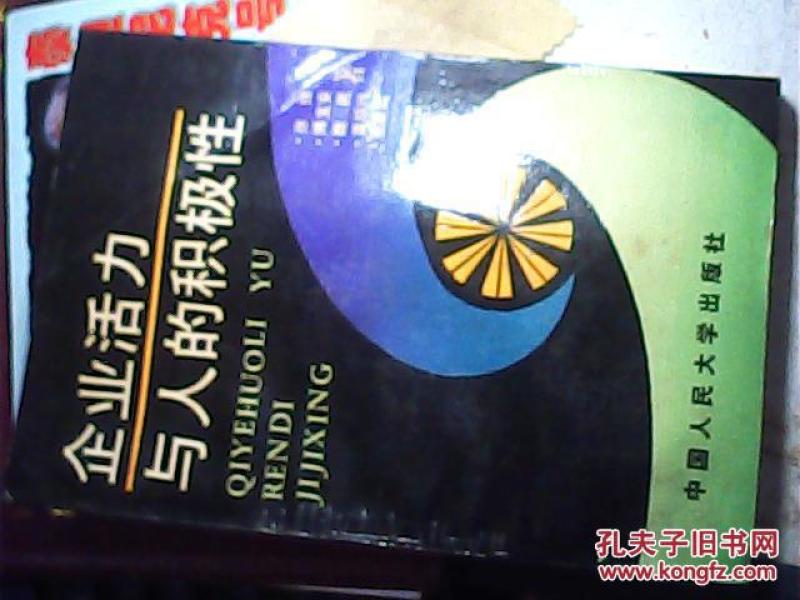 企业活力
与人的积极性
QIYEHUOLI YU
RENDI
JIJIXING
中国人民大学出版社
孔夫子旧书网
www.kongfz.com